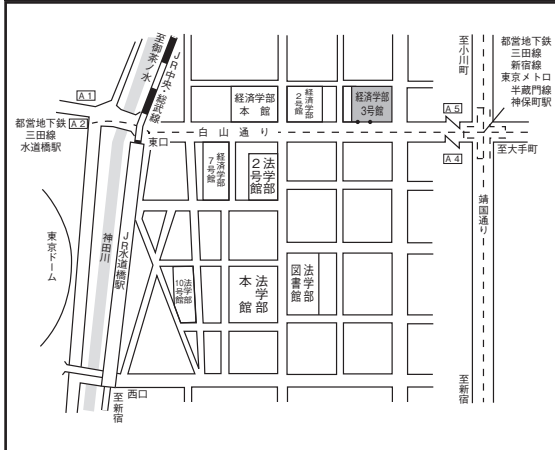 至御茶ノ水
JR中央・総武線
至小川町
都営地下鉄
三田線
新宿線
東京メトロ
半蔵門線
神保町駅
A1
A2
都営地下鉄
三田線
水道橋駅
東口
経済学部
本館
経済学部
2号館
経済学部
3号館
A5
白山通り
A4
至大手町
経済学部
7号館
法学部
2号館
靖国通り
東京ドーム
神田川
JR水道橋駅
法学部
10号館
法学部
本館
法学部
図書館
西口
至新宿
至新宿